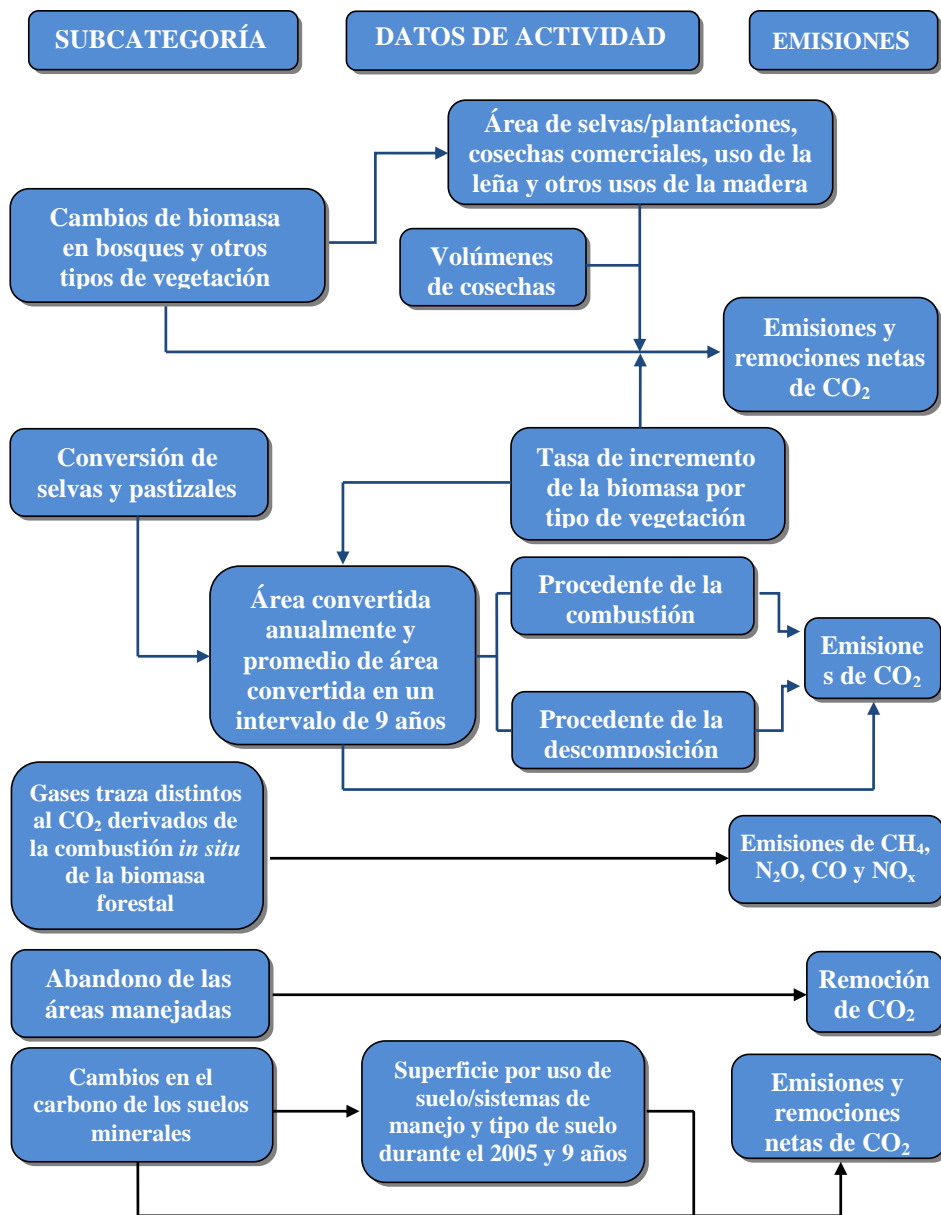 SUBCATEGORÍA
DATOS DE ACTIVIDAD
EMISIONES
Área de selvas/plantaciones,
cosechas comerciales, uso de la
leña y otros usos de la madera
Cambios de biomasa
en bosques y otros
tipos de vegetación
Volúmenes
de cosechas
Emisiones y
remociones netas
de CO₂
Conversión de
selvas y pastizales
Tasa de incremento
de la biomasa por
tipo de vegetación
Área convertida
anualmente y
promedio de área
convertida en un
intervalo de 9 años
Procedente de la
combustión
Emisione
s de CO₂
Procedente de la
descomposición
Gases traza distintos
al CO₂ derivados de
la combustión in situ
de la biomasa
forestal
Emisiones de CH₄,
N₂O, CO y NOₓ
Abandono de las
áreas manejadas
Remoción
de CO₂
Cambios en el
carbono de los suelos
minerales
Superficie por uso de
suelo/sistemas de
manejo y tipo de suelo
durante el 2005 y 9 años
Emisiones y
remociones
netas de CO₂